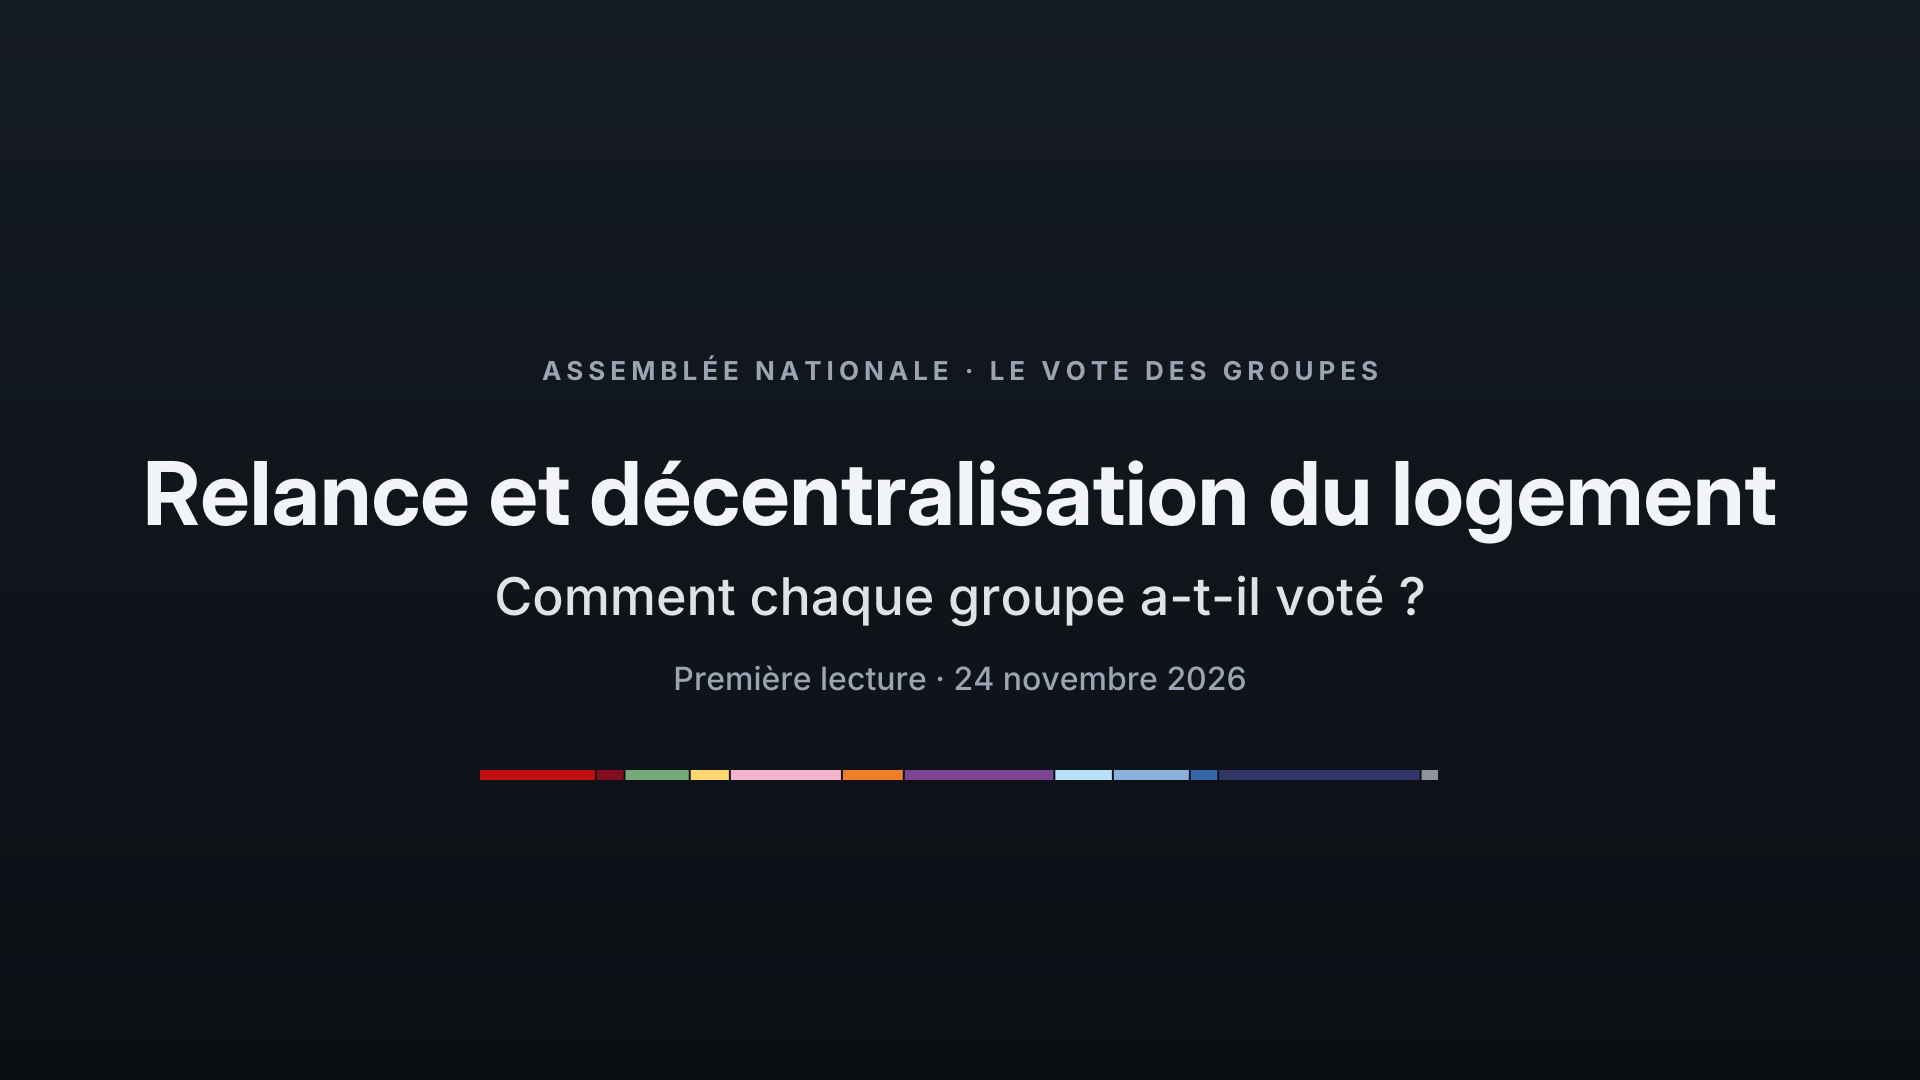 ASSEMBLÉE NATIONALE · LE VOTE DES GROUPES
Relance et décentralisation du logement
Comment chaque groupe a-t-il voté ?
Première lecture · 24 novembre 2026